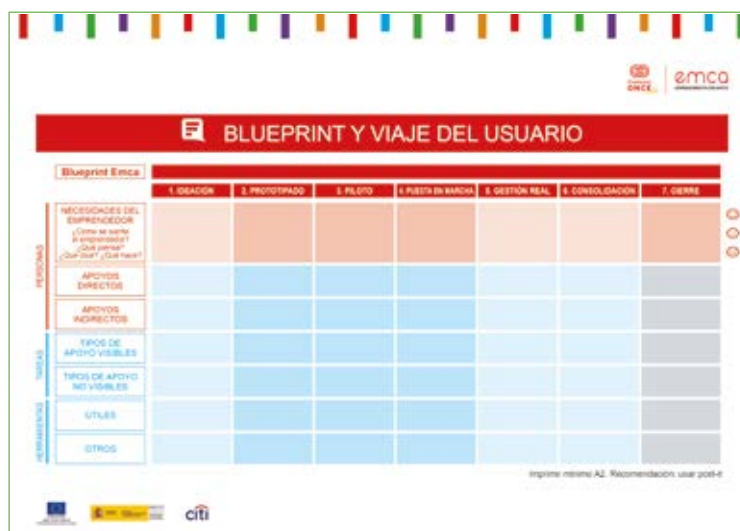 ONCE
emca
BLUEPRINT Y VIAJE DEL USUARIO
Blueprint Emca
1. IDEACIÓN
2. PROTOTIPADO
3. PILOTO
4. PUESTA EN MARCHA
5. GESTIÓN REAL
6. CONSOLIDACIÓN
7. CIERRE
PERSONAS
NECESIDADES DEL
EMPRENDEDOR
¿Cómo se siente
el emprendedor?
¿Qué piensa?
¿Qué dice? ¿Qué hace?
APOYOS
DIRECTOS
APOYOS
INDIRECTOS
TAREAS
TIPOS DE
APOYO VISIBLES
TIPOS DE APOYO
NO VISIBLES
HERRAMIENTAS
UTILES
OTROS
Imprime mínimo A2. Recomendación: usar post-it
citi